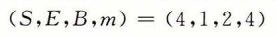 (S,E,B,m) = (4,1,2,4)